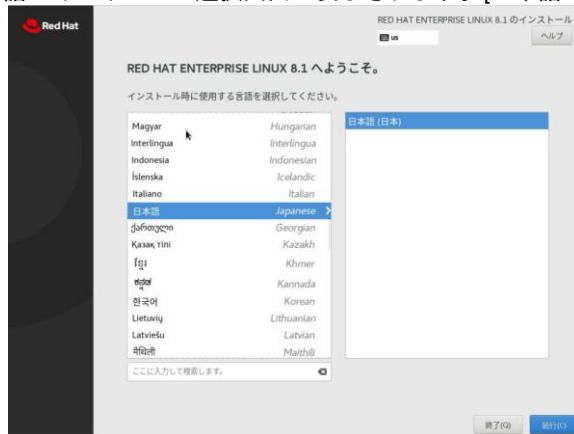 Red Hat
RED HAT ENTERPRISE LINUX 8.1 のインストール
us
ヘルプ
RED HAT ENTERPRISE LINUX 8.1 へようこそ。
インストール時に使用する言語を選択してください。
Magyar Hungarian
Interlingua Interlingua
Indonesia Indonesian
Íslenska Icelandic
Italiano Italian
日本語 Japanese
ქართული Georgian
Қазақ тілі Kazakh
ខ្មែរ Khmer
ಕನ್ನಡ Kannada
한국어 Korean
Lietuvių Lithuanian
Latviešu Latvian
मैथिली Maithili
日本語 (日本)
ここに入力して検索します。
終了(Q)
続行(C)